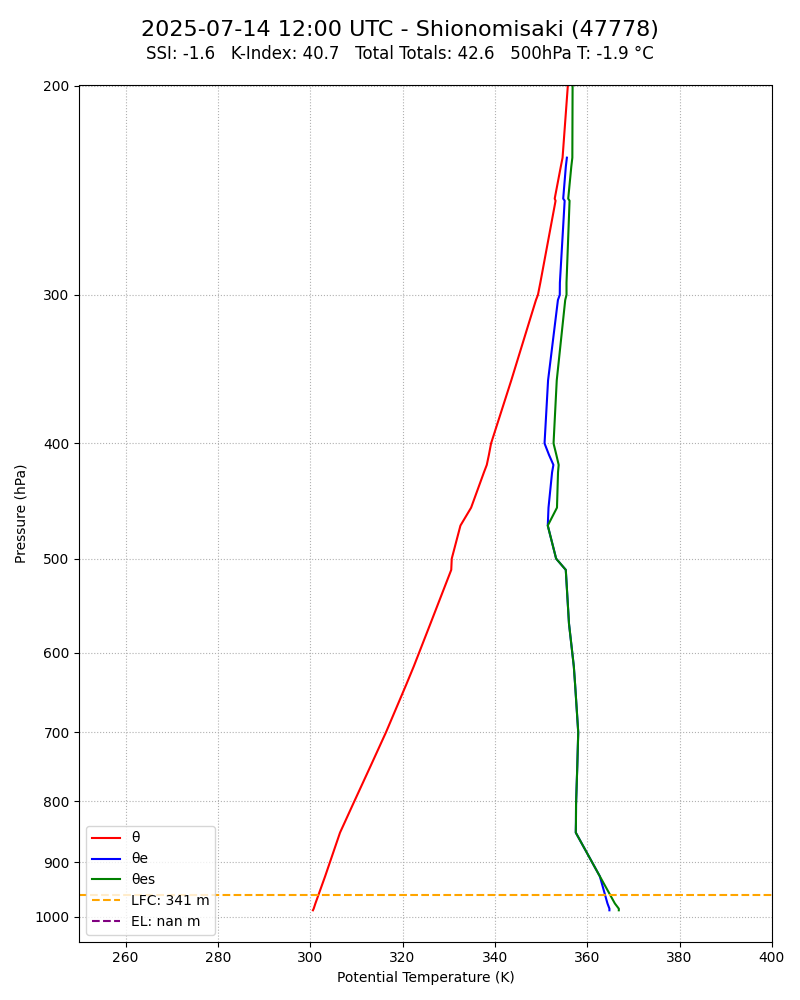 2025-07-14 12:00 UTC - Shionomisaki (47778)
SSI: -1.6   K-Index: 40.7   Total Totals: 42.6   500hPa T: -1.9 °C
200
300
400
500
600
700
800
900
1000
Pressure (hPa)
θ
θe
θes
LFC: 341 m
EL: nan m
260 280 300 320 340 360 380 400
Potential Temperature (K)